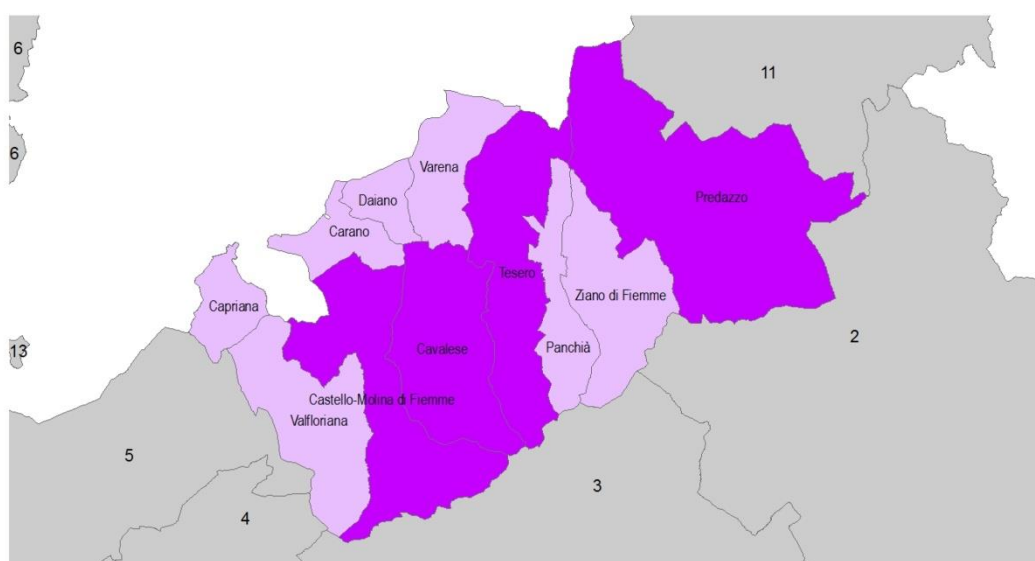 6
11
6
Varena
Daiano
Predazzo
Carano
Tesero
Capriana
Ziano di Fiemme
2
13
Cavalese
Panchià
Castello-Molina di Fiemme
Valfloriana
5
3
4